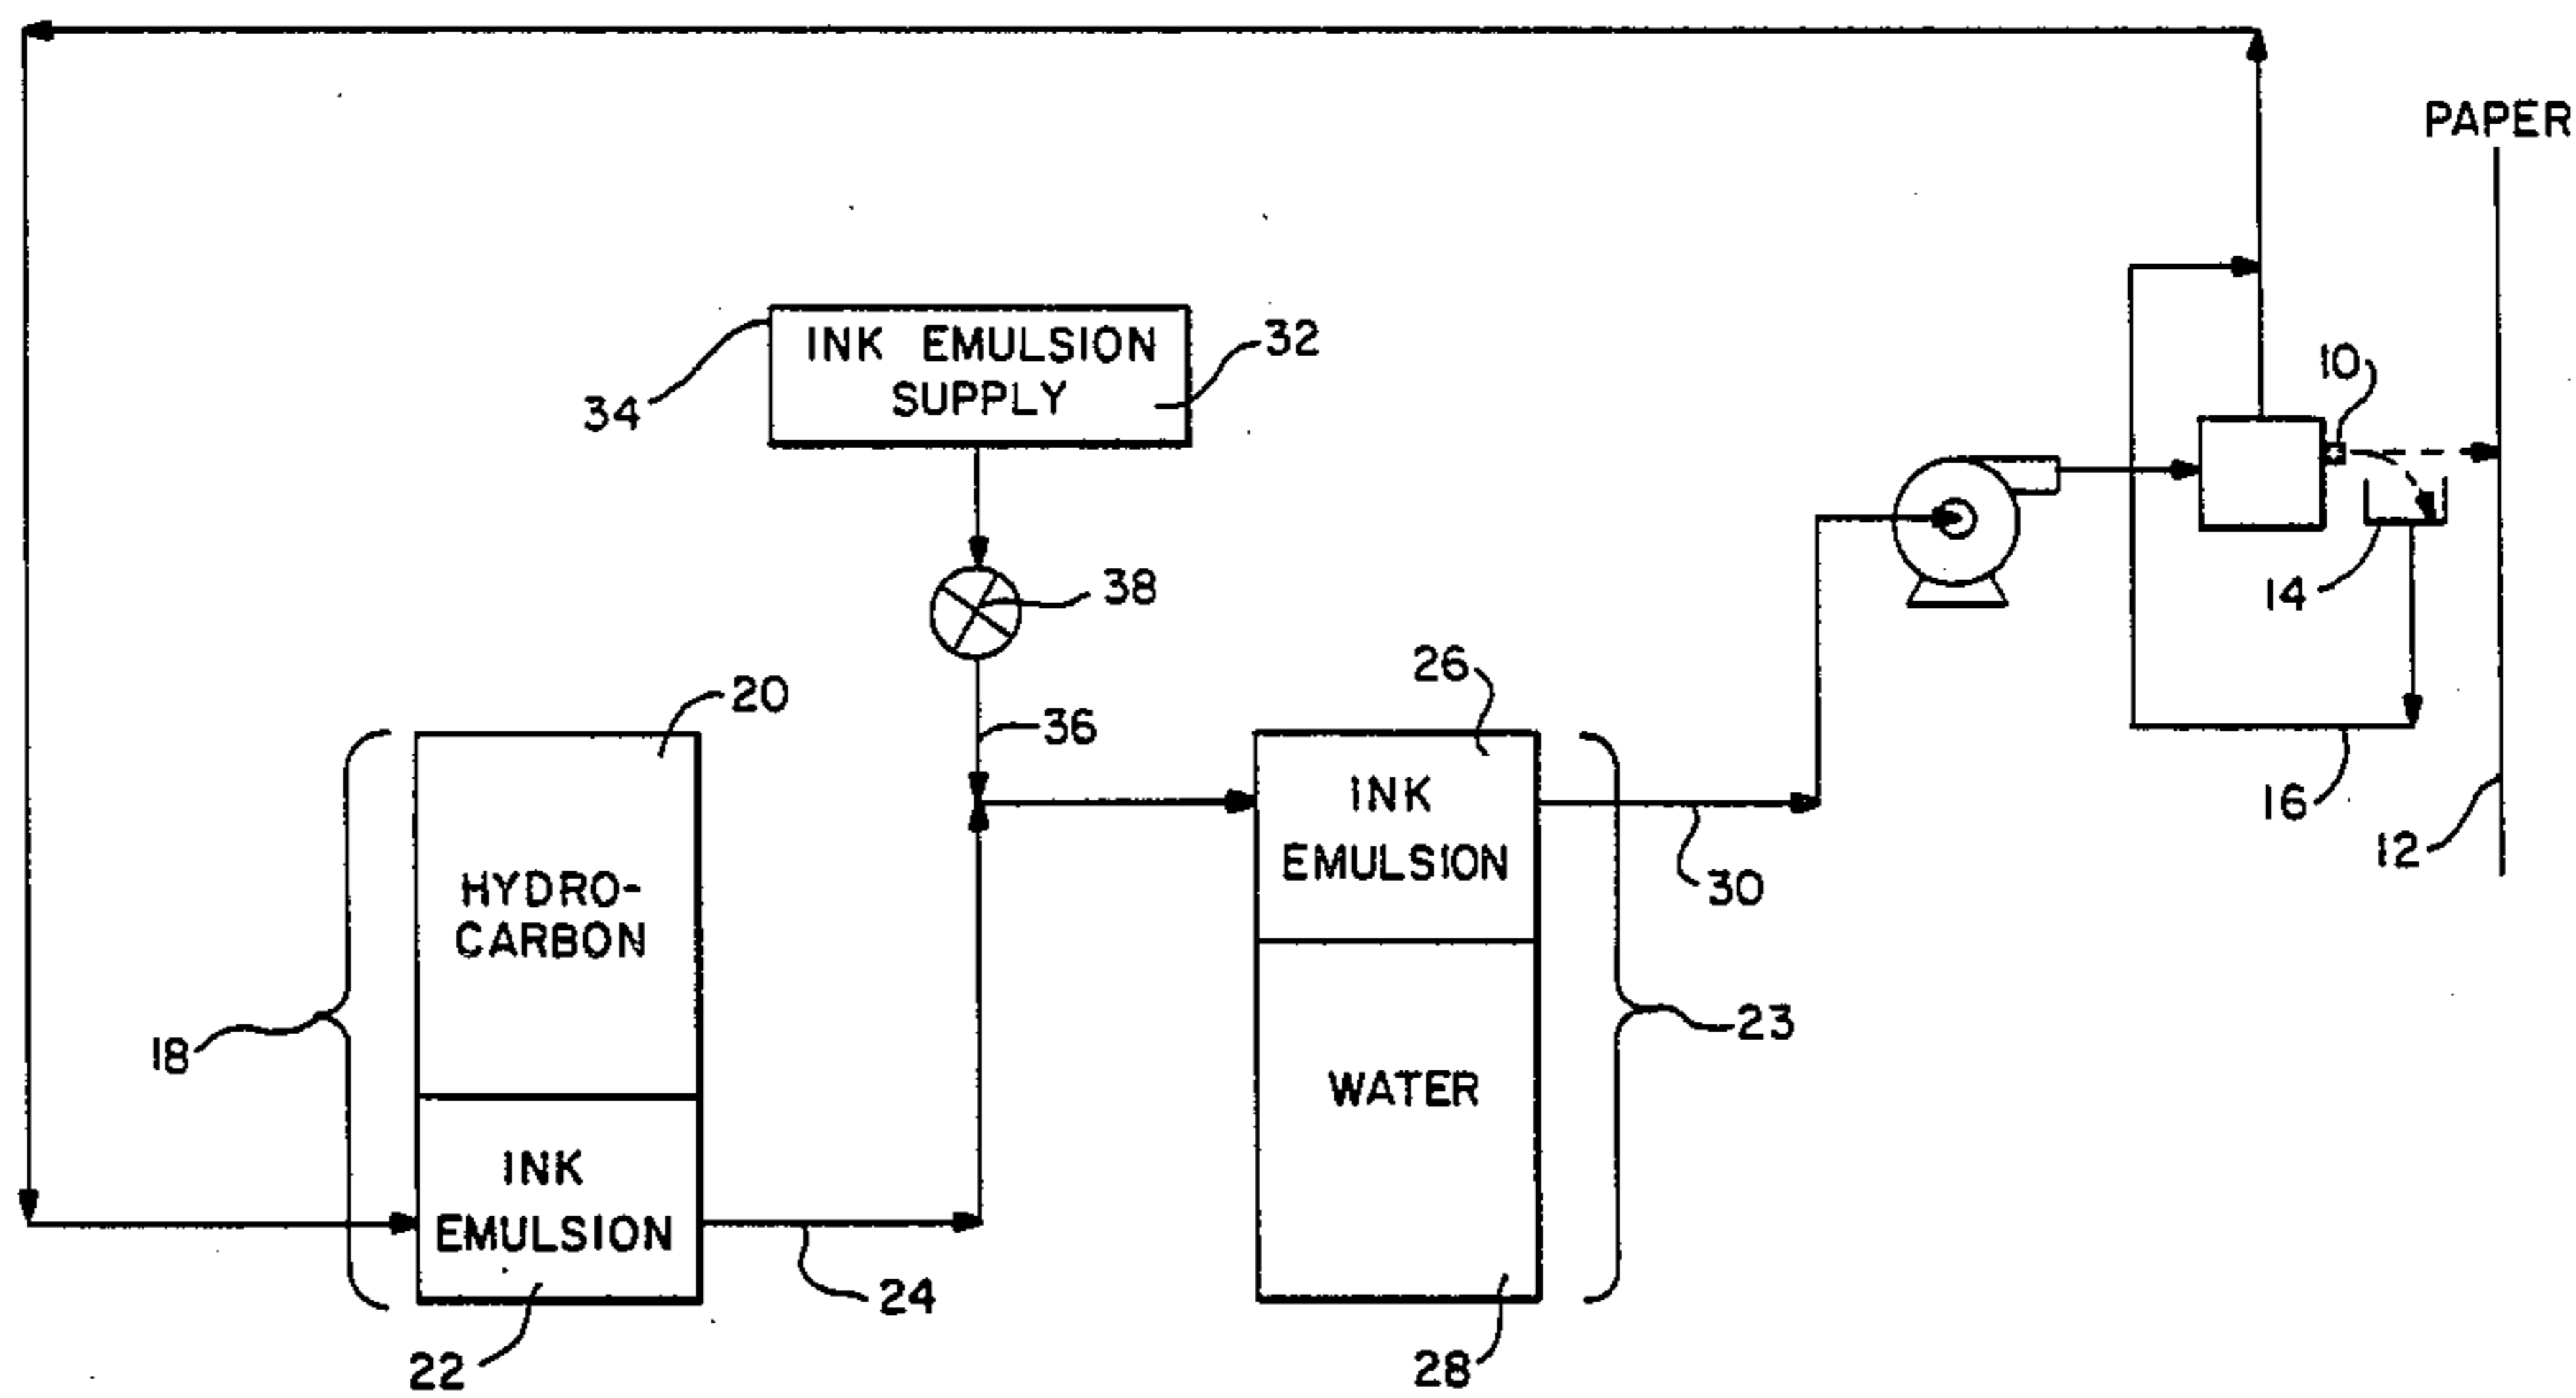 PAPER
INK EMULSION
SUPPLY
32
34
10
38
14
36
26
20
16
12
INK
EMULSION
30
HYDRO-
CARBON
18
23
WATER
INK
EMULSION
24
22
28